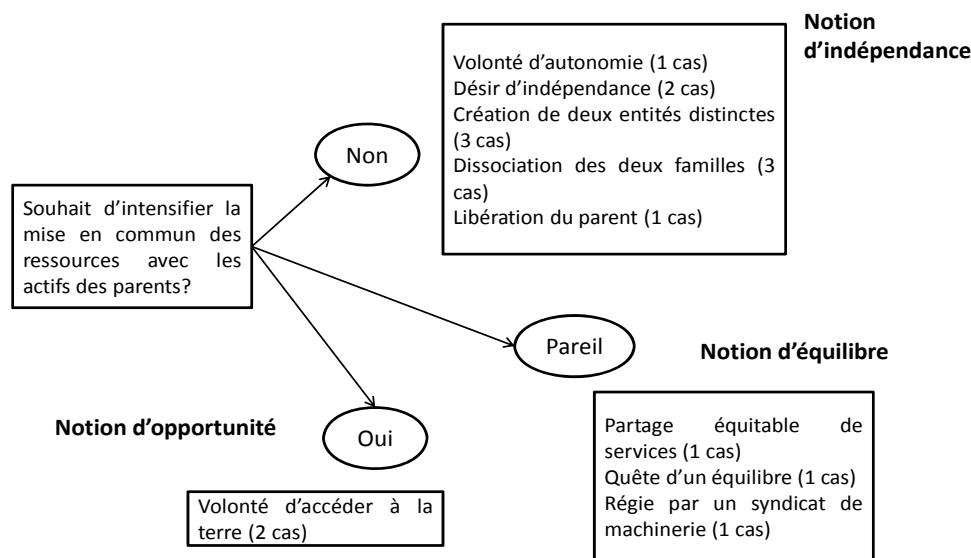 Notion
d’indépendance
Volonté d’autonomie (1 cas)
Désir d’indépendance (2 cas)
Création de deux entités distinctes
(3 cas)
Dissociation des deux familles (3
cas)
Libération du parent (1 cas)
Non
Souhait d’intensifier la
mise en commun des
ressources avec les
actifs des parents?
Pareil
Notion d’équilibre
Partage équitable de
services (1 cas)
Quête d’un équilibre (1 cas)
Régie par un syndicat de
machinerie (1 cas)
Notion d’opportunité
Oui
Volonté d’accéder à la
terre (2 cas)